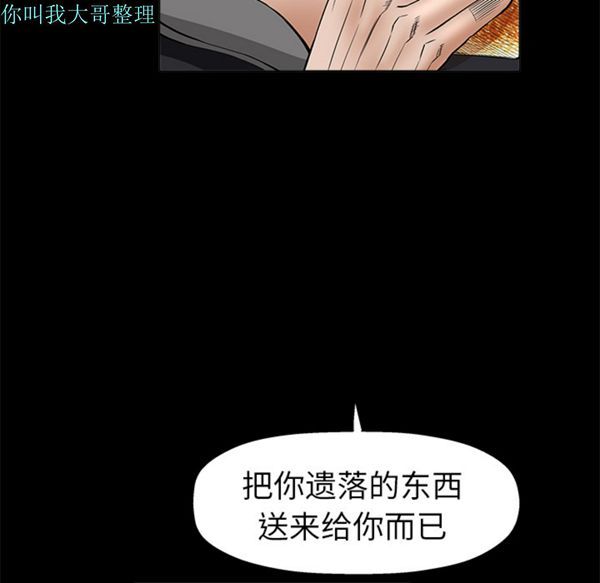 你叫我大哥整理
把你遗落的东西
送来给你而已